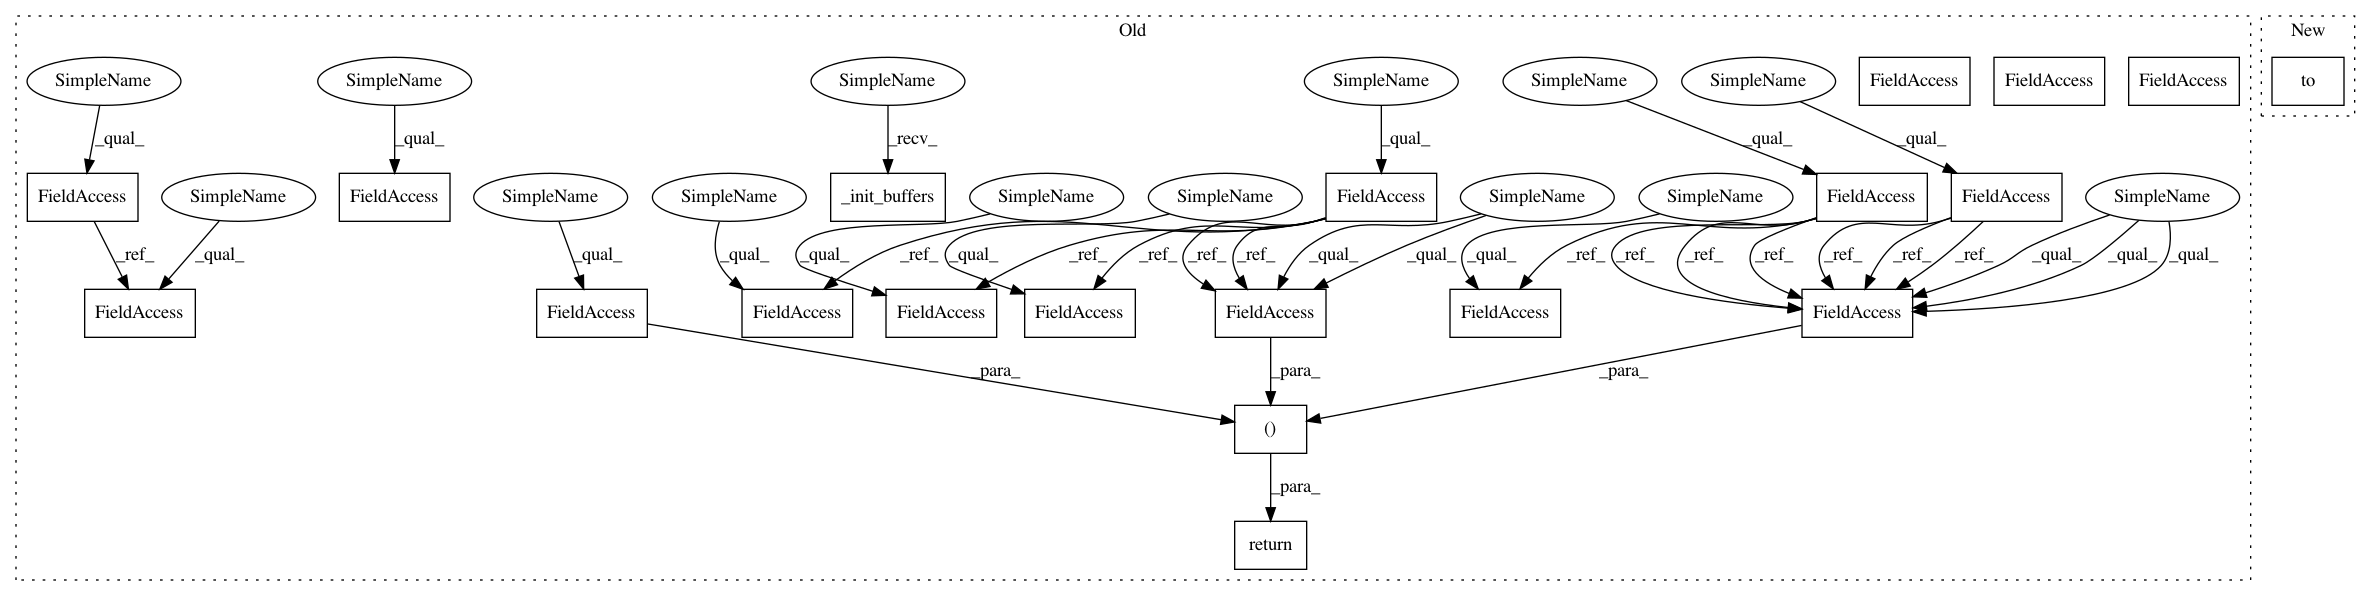 Old
New
SimpleName
SimpleName
SimpleName
SimpleName
SimpleName
SimpleName
FieldAccess
FieldAccess
FieldAccess
to
_qual_
_qual_
_recv_
_qual_
_qual_
_qual_
FieldAccess
SimpleName
FieldAccess
SimpleName
SimpleName
_init_buffers
SimpleName
SimpleName
FieldAccess
SimpleName
SimpleName
FieldAccess
FieldAccess
SimpleName
_ref_
_qual_
_qual_
_qual_
_qual_
_ref_
_qual_
_ref_
_ref_
_ref_
_ref_
_qual_
_qual_
_qual_
_ref_
_ref_
_ref_
_ref_
_ref_
_ref_
_ref_
_qual_
_qual_
_qual_
FieldAccess
FieldAccess
FieldAccess
FieldAccess
FieldAccess
FieldAccess
FieldAccess
FieldAccess
_para_
_para_
_para_
()
_para_
return